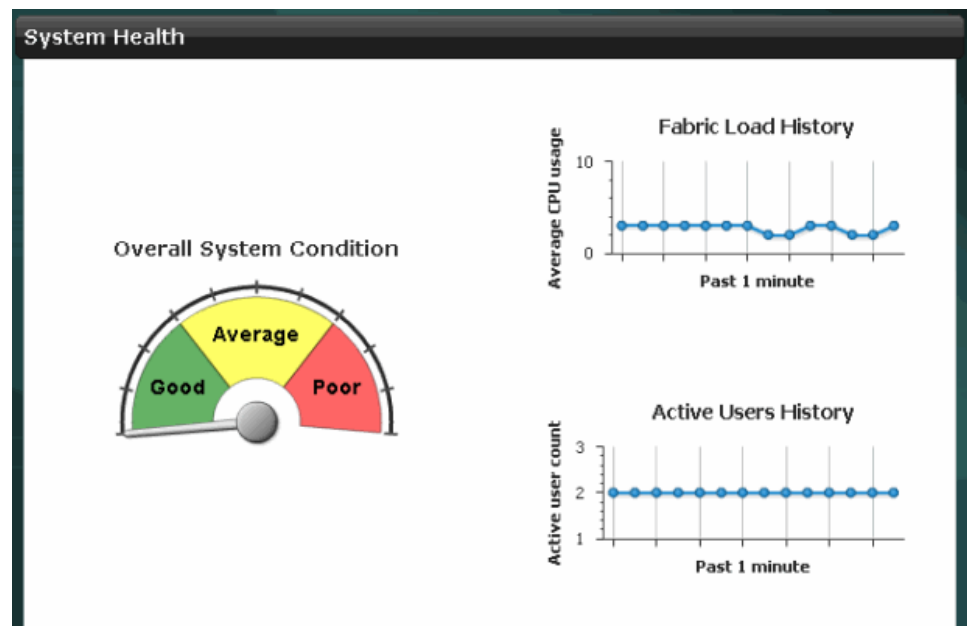 System Health
Overall System Condition
Average
Good
Poor
Fabric Load History
Average CPU usage
10
0
Past 1 minute
Active Users History
Active user count
3
2
1
Past 1 minute